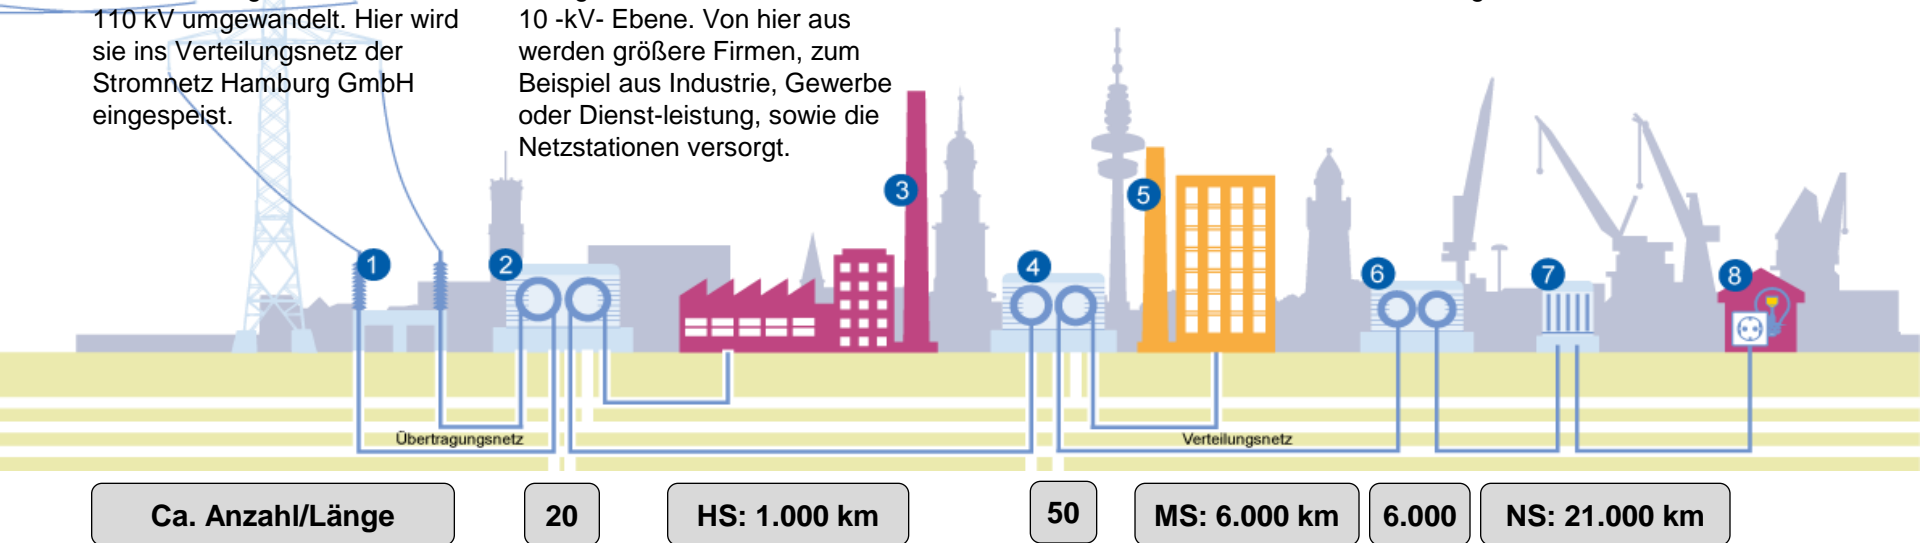 110 kV umgewandelt. Hier wird
sie ins Verteilungsnetz der
Stromnetz Hamburg GmbH
eingespeist.
10 -kV- Ebene. Von hier aus
werden größere Firmen, zum
Beispiel aus Industrie, Gewerbe
oder Dienst-leistung, sowie die
Netzstationen versorgt.
1
2
3
4
5
6
7
8
Übertragungsnetz
Verteilungsnetz
Ca. Anzahl/Länge
20
HS: 1.000 km
50
MS: 6.000 km
6.000
NS: 21.000 km